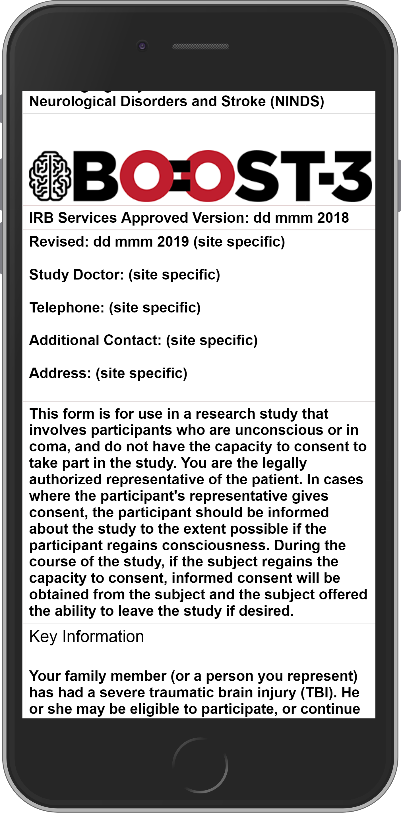 Neurological Disorders and Stroke (NINDS)
BOOST-3
IRB Services Approved Version: dd mmm 2018
Revised: dd mmm 2019 (site specific)
Study Doctor: (site specific)
Telephone: (site specific)
Additional Contact: (site specific)
Address: (site specific)
This form is for use in a research study that
involves participants who are unconscious or in
coma, and do not have the capacity to consent to
take part in the study. You are the legally
authorized representative of the patient. In cases
where the participant's representative gives
consent, the participant should be informed
about the study to the extent possible if the
participant regains consciousness. During the
course of the study, if the subject regains the
capacity to consent, informed consent will be
obtained from the subject and the subject offered
the ability to leave the study if desired.
Key Information
Your family member (or a person you represent)
has had a severe traumatic brain injury (TBI). He
or she may be eligible to participate, or continue